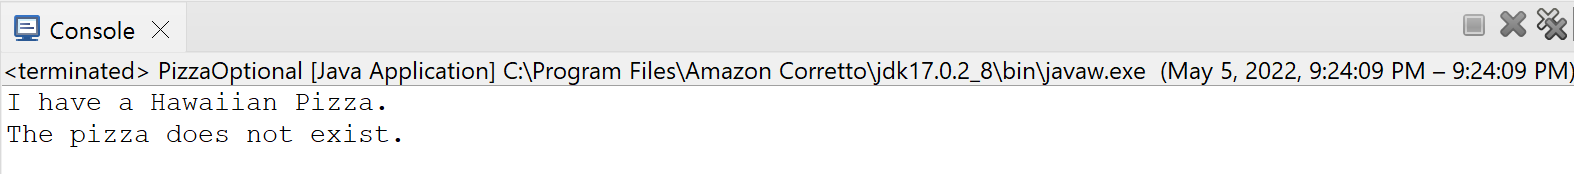 Console
<terminated> PizzaOptional [Java Application] C:\Program Files\Amazon Corretto\jdk17.0.2_8\bin\javaw.exe (May 5, 2022, 9:24:09 PM – 9:24:09 PM)
I have a Hawaiian Pizza.
The pizza does not exist.